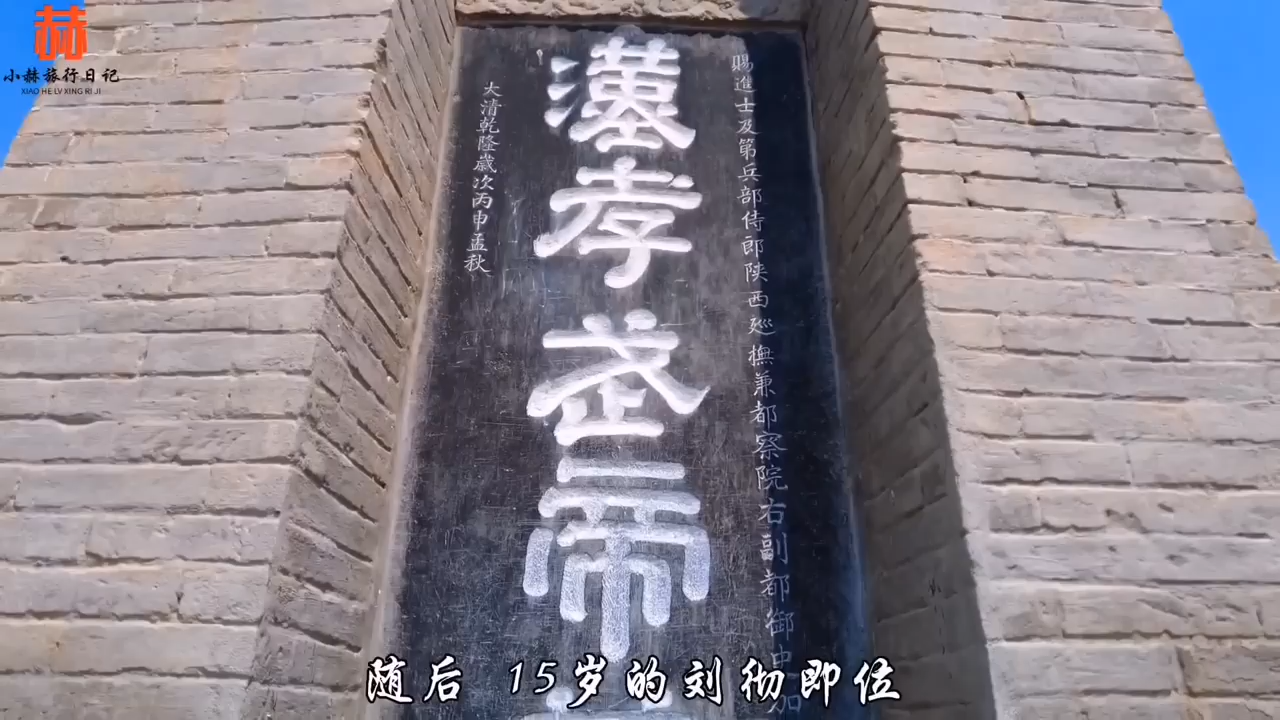 赫
小赫旅行日记
XIAO HE LV XING RI JI
賜進士及第兵部侍郎陕西廵撫兼都察院右副都御史加
漢孝武帝
大清乾隆歲次丙申孟秋
随后 15岁的刘彻即位